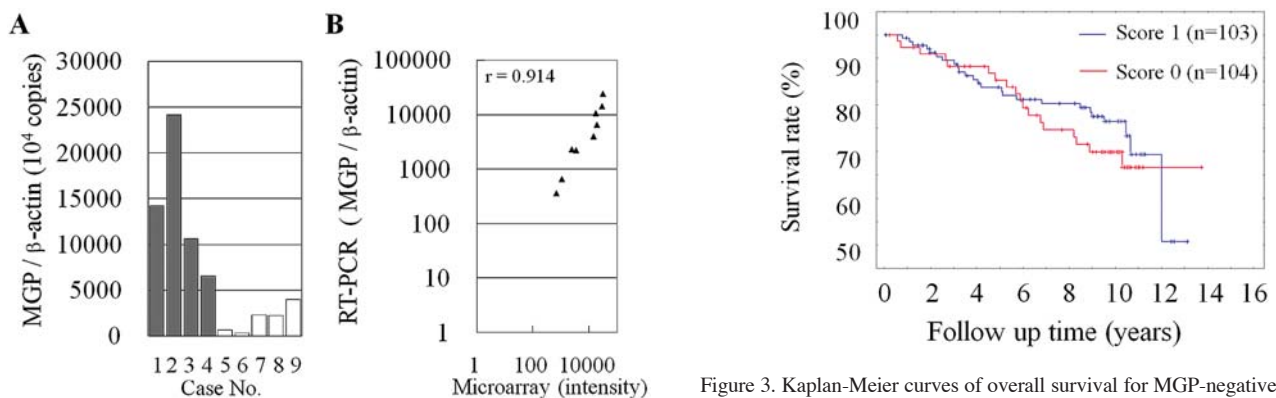 A
MGP / β-actin (10⁴ copies)
30000
25000
20000
15000
10000
5000
0
1 2 3 4 5 6 7 8 9
Case No.
B
RT-PCR ( MGP / β-actin)
100000
10000
1000
100
10
1
r = 0.914
1 100 10000
Microarray (intensity)
Survival rate (%)
100
90
80
70
60
50
Score 1 (n=103)
Score 0 (n=104)
0 2 4 6 8 10 12 14 16
Follow up time (years)
Figure 3. Kaplan-Meier curves of overall survival for MGP-negative